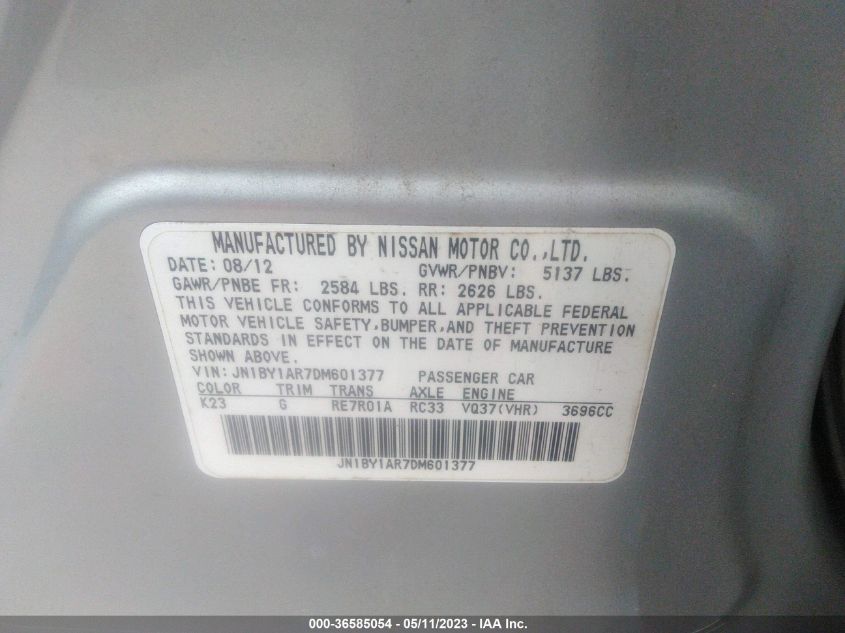 MANUFACTURED BY NISSAN MOTOR CO.,LTD.
DATE: 08/12 GVWR/PNBV: 5137 LBS.
GAWR/PNBE FR: 2584 LBS. RR: 2626 LBS.
THIS VEHICLE CONFORMS TO ALL APPLICABLE FEDERAL
MOTOR VEHICLE SAFETY,BUMPER,AND THEFT PREVENTION
STANDARDS IN EFFECT ON THE DATE OF MANUFACTURE
SHOWN ABOVE.
VIN: JN1BY1AR7DM601377 PASSENGER CAR
COLOR TRIM TRANS AXLE ENGINE
K23 G RE7R01A RC33 VQ37(VHR) 3696CC
JN1BY1AR7DM601377
000-36585054 - 05/11/2023 - IAA Inc.